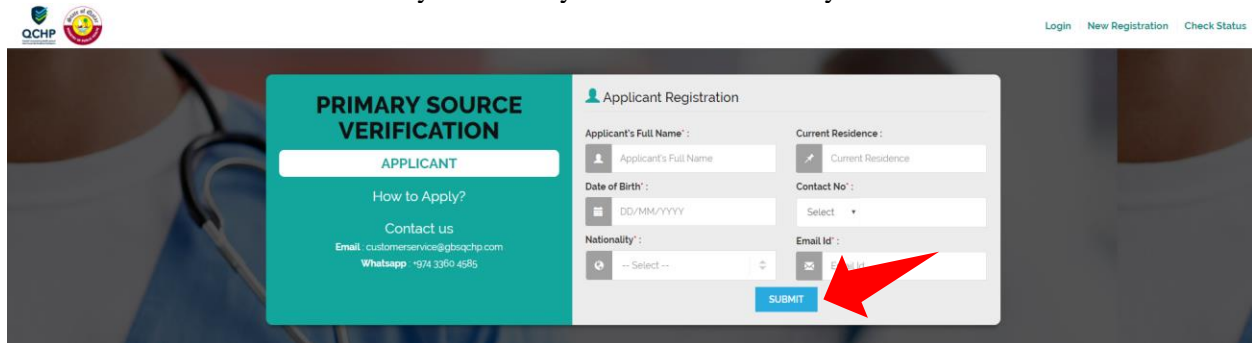 QCHP
Login New Registration Check Status
PRIMARY SOURCE
VERIFICATION
APPLICANT
How to Apply?
Contact us
Email : customerservice@gbsqchp.com
Whatsapp : +974 3360 4585
Applicant Registration
Applicant's Full Name* :
Applicant's Full Name
Current Residence :
Current Residence
Date of Birth* :
DD/MM/YYYY
Contact No* :
Select
Nationality* :
-- Select --
Email Id* :
Email Id
SUBMIT